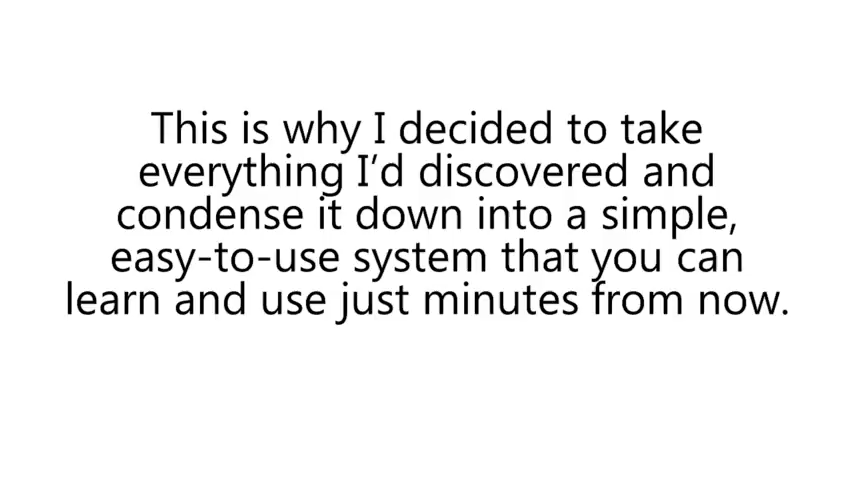 This is why I decided to take
everything I’d discovered and
condense it down into a simple,
easy-to-use system that you can
learn and use just minutes from now.